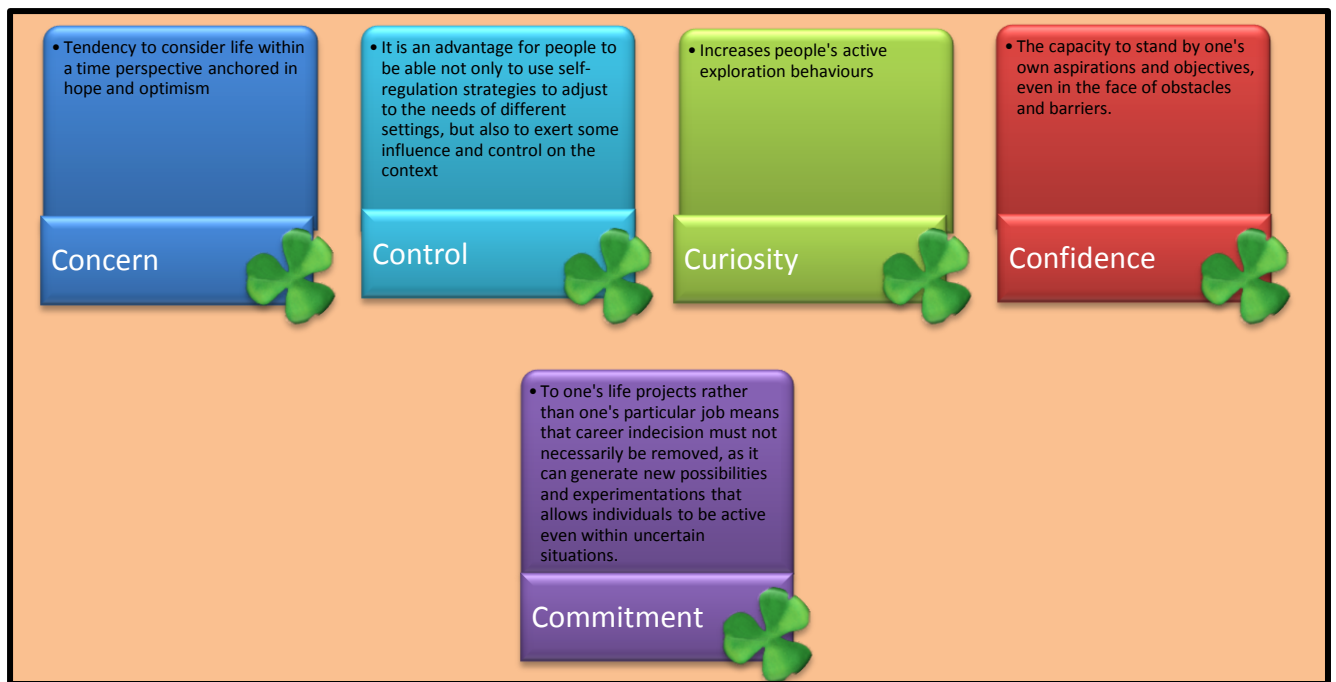 • Tendency to consider life within
a time perspective anchored in
hope and optimism
Concern
• It is an advantage for people to
be able not only to use self-
regulation strategies to adjust
to the needs of different
settings, but also to exert some
influence and control on the
context
Control
• Increases people's active
exploration behaviours
Curiosity
• The capacity to stand by one's
own aspirations and objectives,
even in the face of obstacles
and barriers.
Confidence
• To one's life projects rather
than one's particular job means
that career indecision must not
necessarily be removed, as it
can generate new possibilities
and experimentations that
allows individuals to be active
even within uncertain
situations.
Commitment